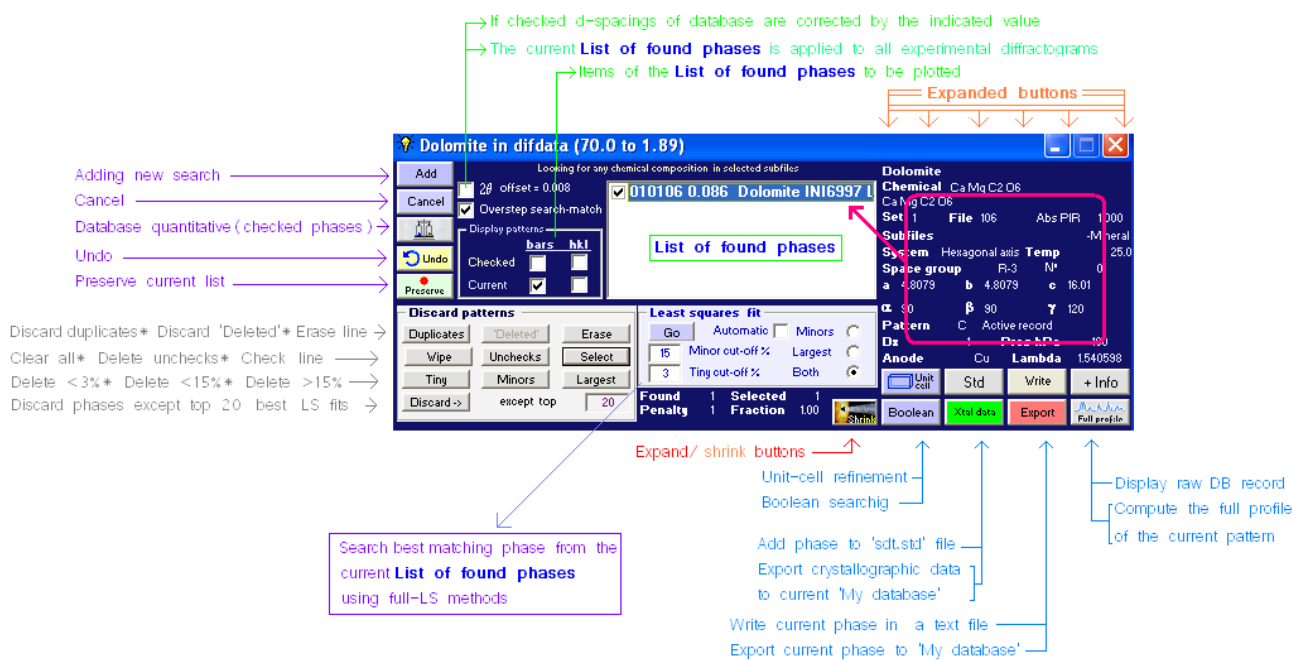 If checked d-spacings of database are corrected by the indicated value
The current List of found phases is applied to all experimental diffractograms
Items of the List of found phases to be plotted
Expanded buttons
Dolomite in difdata (70.0 to 1.89)
Adding new search
Cancel
Database quantitative (checked phases)
Undo
Preserve current list
Add
Cancel
Undo
Preserve
Looking for any chemical composition in selected subfiles
2θ offset = 0.008
Overstep search-match
Display patterns
bars hkl
Checked
Current
010106 0.086 Dolomite INI6997 L
List of found phases
Dolomite
Chemical Ca Mg C2 O6
Ca Mg C2 O6
Set 1 File 106 Abs PIR 1000
Subfiles -Mineral
System Hexagonal axis Temp 25.0
Space group R-3 Nº 0
a 4.8079 b 4.8079 c 16.01
α 90 β 90 γ 120
Pattern C Active record
Dz 1 100
Anode Cu Lambda 1.540598
Discard duplicates* Discard 'Deleted'* Erase line
Clear all* Delete unchecks* Check line
Delete <3%* Delete <15%* Delete >15%
Discard phases except top 20 best LS fits
Discard patterns
Duplicates 'Deleted' Erase
Wipe Unchecks Select
Tiny Minors Largest
Discard -> except top 20
Least squares fit
Go Automatic Minors
15 Minor cut-off % Largest
3 Tiny cut-off % Both
Found 1 Selected 1
Penalty 1 Fraction 1.00
Shrink
Unit cell Std Write + Info
Boolean Xtal data Export Full profile
Expand/ shrink buttons
Unit-cell refinement
Boolean searchig
Display raw DB record
Compute the full profile
of the current pattern
Search best matching phase from the
current List of found phases
using full-LS methods
Add phase to 'sdt.std' file
Export crystallographic data
to current 'My database'
Write current phase in a text file
Export current phase to 'My database'